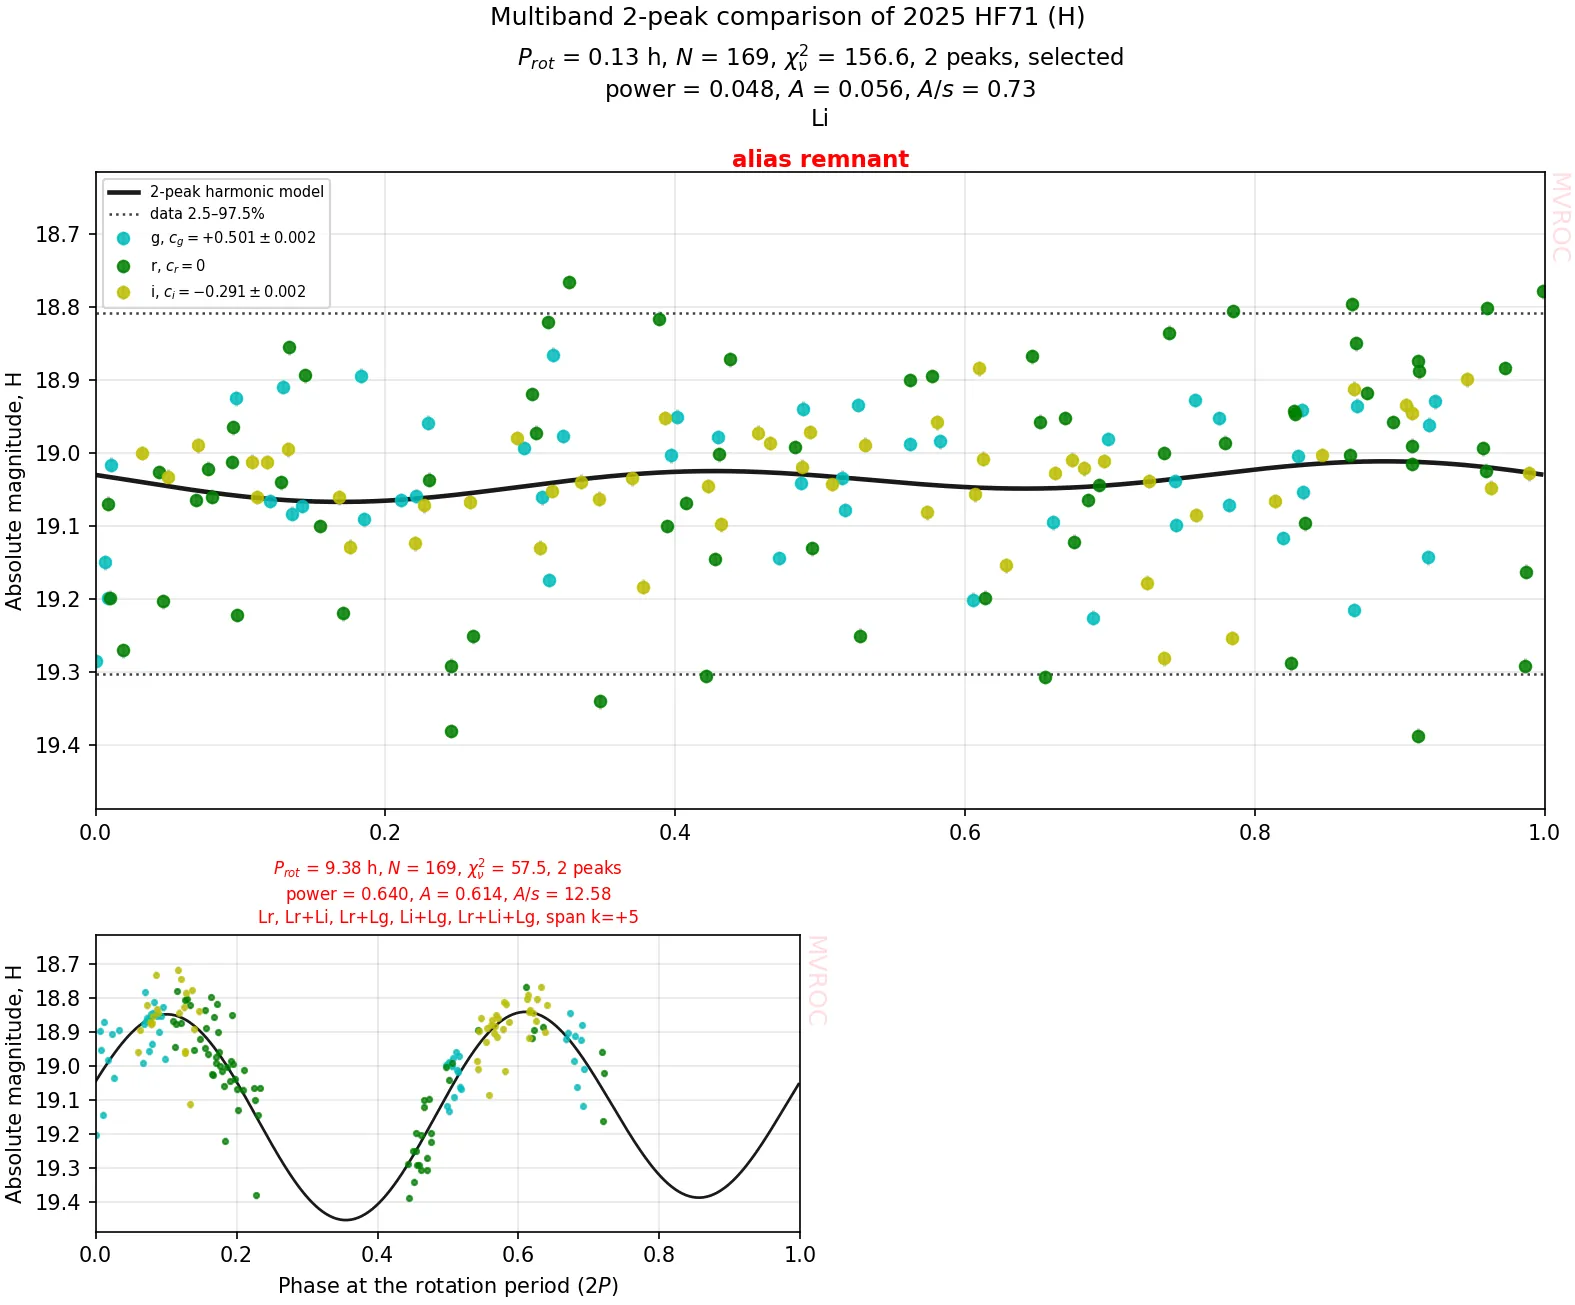 Multiband 2-peak comparison of 2025 HF71 (H)
P_rot = 0.13 h, N = 169, χ²_ν = 156.6, 2 peaks, selected
power = 0.048, A = 0.056, A/s = 0.73
Li
alias remnant
2-peak harmonic model
data 2.5–97.5%
g, c_g = +0.501 ± 0.002
r, c_r = 0
i, c_i = −0.291 ± 0.002
MVROC
Absolute magnitude, H
18.7
18.8
18.9
19.0
19.1
19.2
19.3
19.4
0.0 0.2 0.4 0.6 0.8 1.0
P_rot = 9.38 h, N = 169, χ²_ν = 57.5, 2 peaks
power = 0.640, A = 0.614, A/s = 12.58
Lr, Lr+Li, Lr+Lg, Li+Lg, Lr+Li+Lg, span k=+5
MVROC
Absolute magnitude, H
18.7
18.8
18.9
19.0
19.1
19.2
19.3
19.4
0.0 0.2 0.4 0.6 0.8 1.0
Phase at the rotation period (2P)